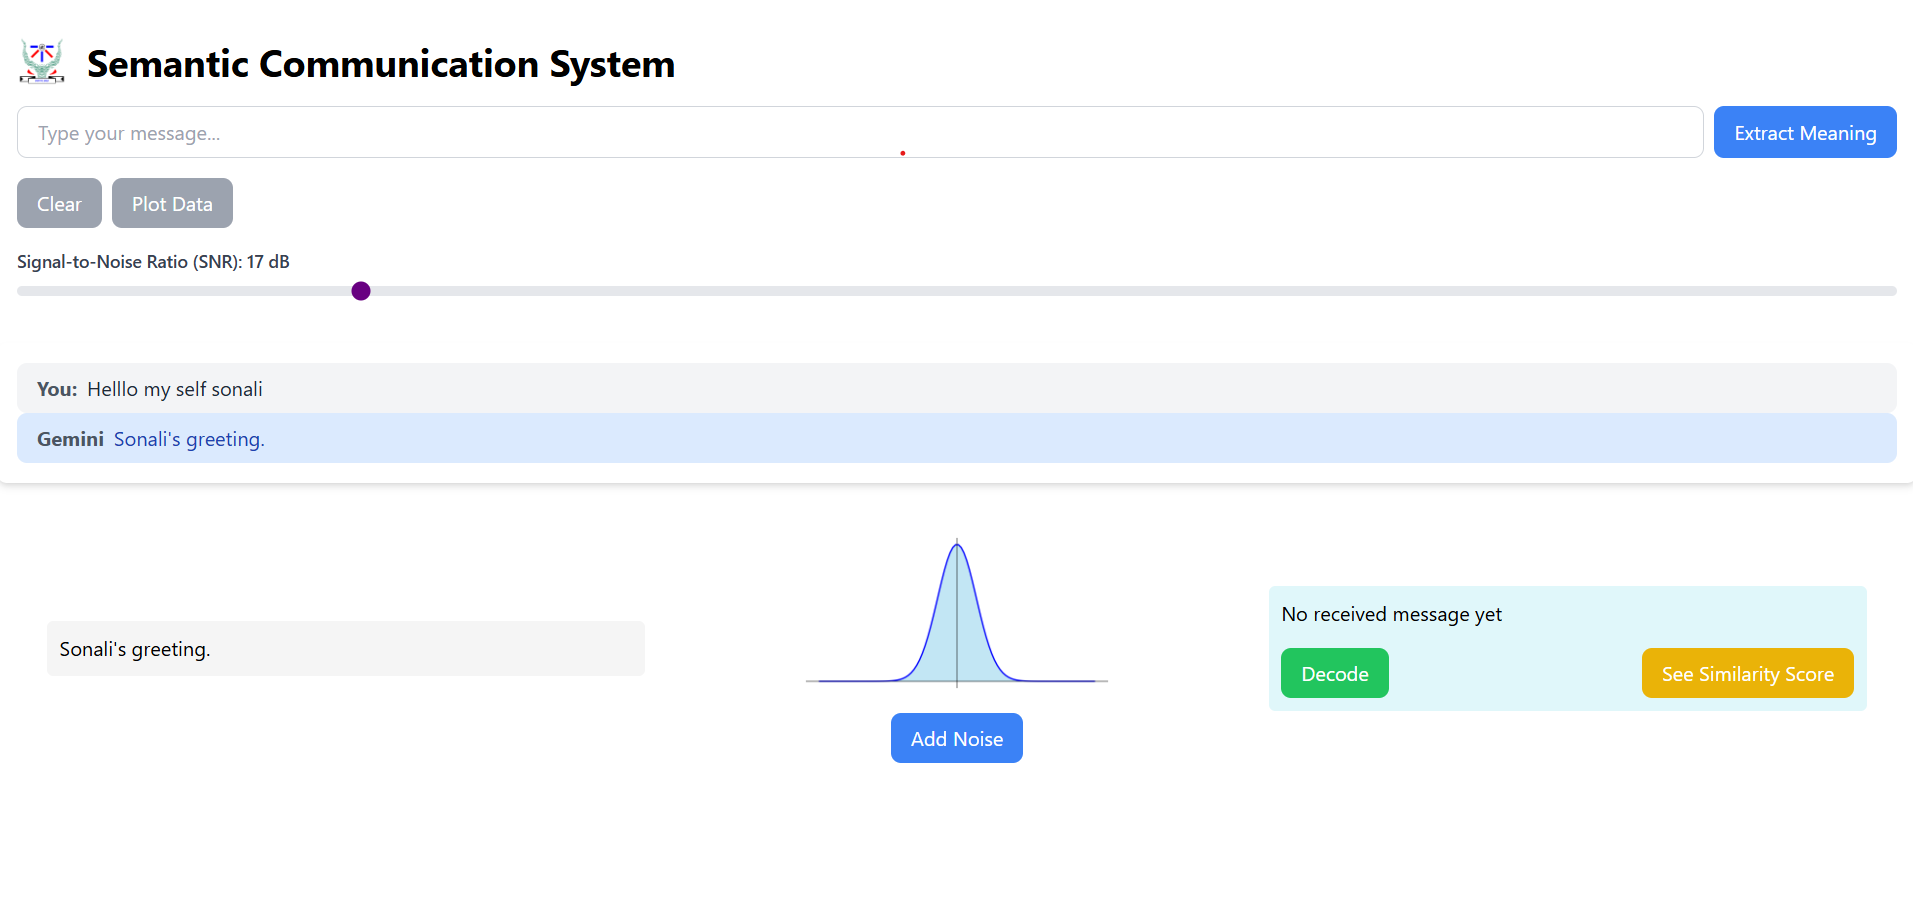 Semantic Communication System
Type your message...
Extract Meaning
Clear
Plot Data
Signal-to-Noise Ratio (SNR): 17 dB
You: Helllo my self sonali
Gemini Sonali's greeting.
Sonali's greeting.
Add Noise
No received message yet
Decode
See Similarity Score